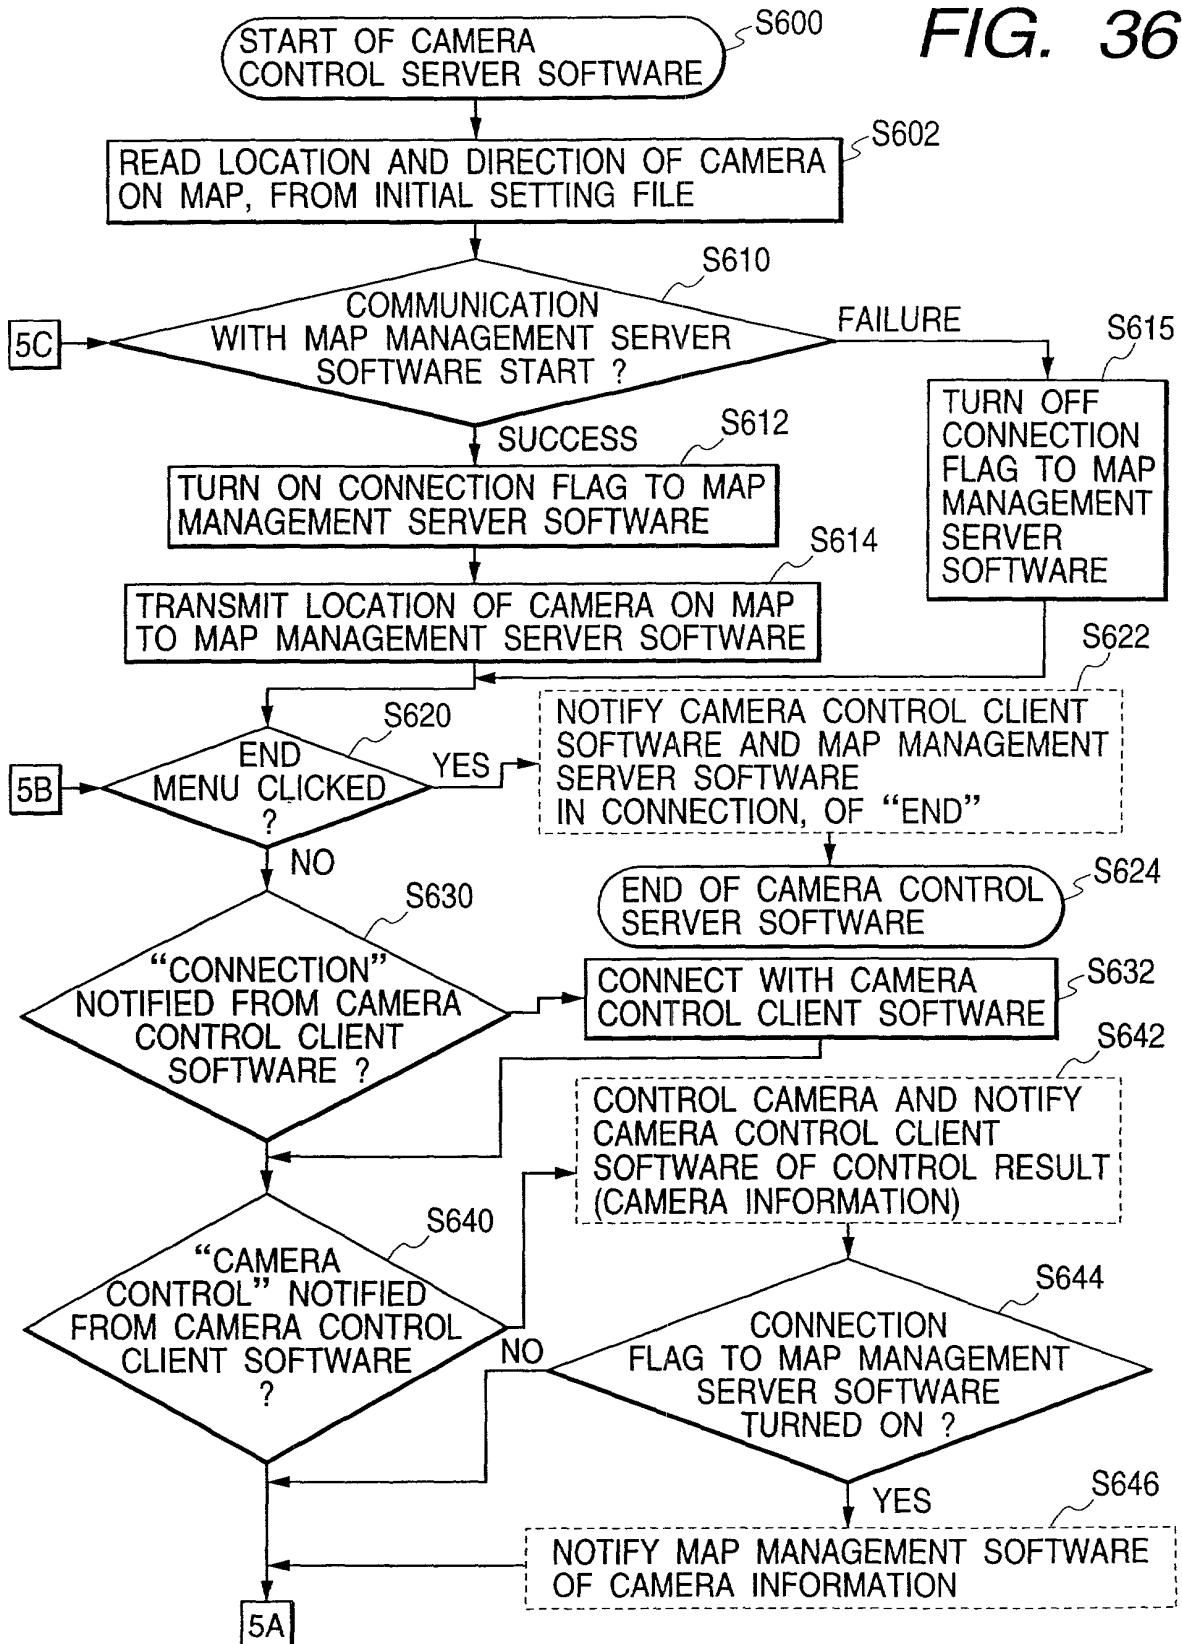 FIG. 36
S600
START OF CAMERA
CONTROL SERVER SOFTWARE
S602
READ LOCATION AND DIRECTION OF CAMERA
ON MAP, FROM INITIAL SETTING FILE
S610
COMMUNICATION
WITH MAP MANAGEMENT SERVER
SOFTWARE START ?
5C
FAILURE
S615
TURN OFF
CONNECTION
FLAG TO MAP
MANAGEMENT
SERVER
SOFTWARE
SUCCESS
S612
TURN ON CONNECTION FLAG TO MAP
MANAGEMENT SERVER SOFTWARE
S614
TRANSMIT LOCATION OF CAMERA ON MAP
TO MAP MANAGEMENT SERVER SOFTWARE
S620
END
MENU CLICKED
?
5B
YES
S622
NOTIFY CAMERA CONTROL CLIENT
SOFTWARE AND MAP MANAGEMENT
SERVER SOFTWARE
IN CONNECTION, OF “END”
S624
END OF CAMERA CONTROL
SERVER SOFTWARE
NO
S630
“CONNECTION”
NOTIFIED FROM CAMERA
CONTROL CLIENT
SOFTWARE ?
S632
CONNECT WITH CAMERA
CONTROL CLIENT SOFTWARE
S640
“CAMERA
CONTROL” NOTIFIED
FROM CAMERA CONTROL
CLIENT SOFTWARE
?
S642
CONTROL CAMERA AND NOTIFY
CAMERA CONTROL CLIENT
SOFTWARE OF CONTROL RESULT
(CAMERA INFORMATION)
S644
CONNECTION
FLAG TO MAP MANAGEMENT
SERVER SOFTWARE
TURNED ON ?
NO
YES
S646
NOTIFY MAP MANAGEMENT SOFTWARE
OF CAMERA INFORMATION
5A